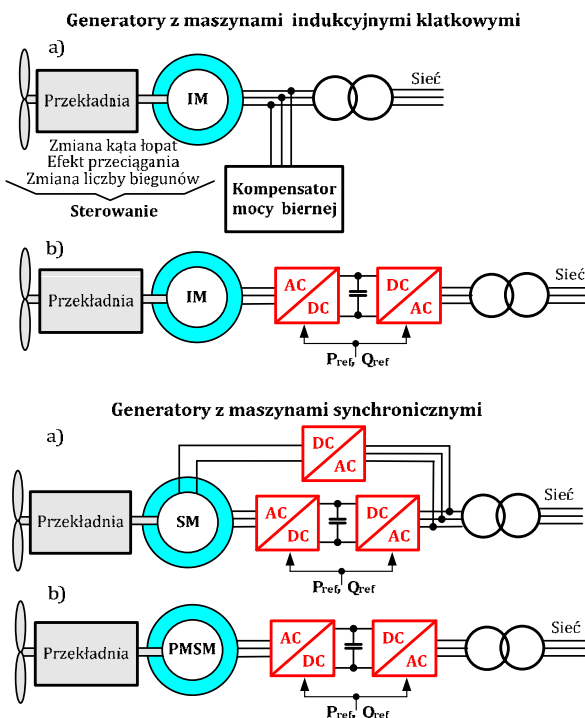 Generatory z maszynami indukcyjnymi klatkowymi
a)
Przekładnia
IM
Sieć
Zmiana kąta łopat
Efekt przeciągania
Zmiana liczby biegunów
Sterowanie
Kompensator
mocy biernej
b)
Przekładnia
IM
AC
DC
DC
AC
Sieć
Pref, Qref
Generatory z maszynami synchronicznymi
a)
DC
AC
Przekładnia
SM
AC
DC
DC
AC
Sieć
Pref, Qref
b)
Przekładnia
PMSM
AC
DC
DC
AC
Sieć
Pref, Qref